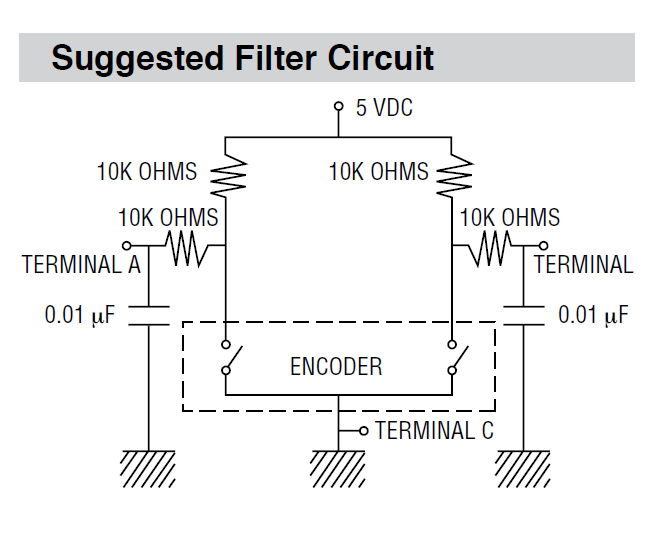 Suggested Filter Circuit
5 VDC
10K OHMS
10K OHMS
10K OHMS
10K OHMS
TERMINAL A
TERMINAL
0.01 μF
0.01 μF
ENCODER
TERMINAL C